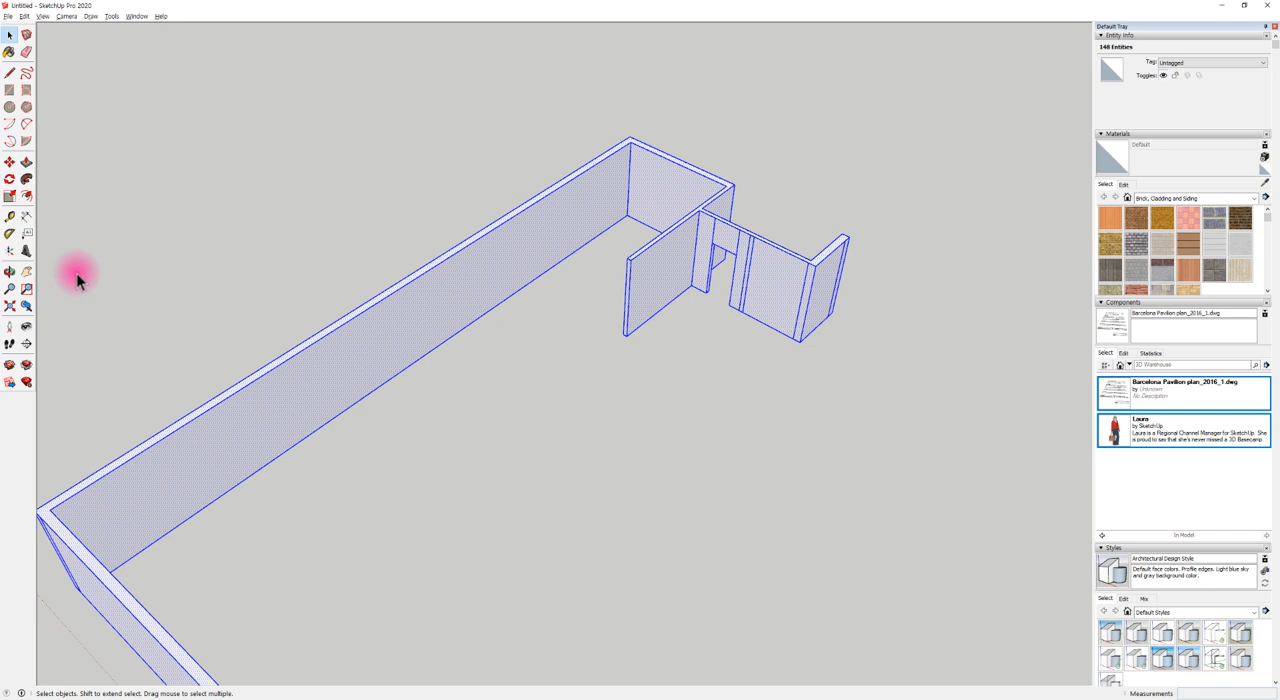 Untitled - SketchUp Pro 2020
File Edit View Camera Draw Tools Window Help
Default Tray
Entity Info
148 Entities
Tag: Untagged
Toggles:
Materials
Default
Select Edit
Brick, Cladding and Siding
Components
Barcelona Pavilion plan_2016_1.dwg
Select Edit Statistics
3D Warehouse
Barcelona Pavilion plan_2016_1.dwg
by Unknown
No Description
Laura
by SketchUp
Laura is a Regional Channel Manager for SketchUp. She
is proud to say that she's never missed a 3D Basecamp.
In Model
Styles
Architectural Design Style
Default face colors. Profile edges. Light blue sky
and gray background color.
Select Edit Mix
Default Styles
Select objects. Shift to extend select. Drag mouse to select multiple.
Measurements